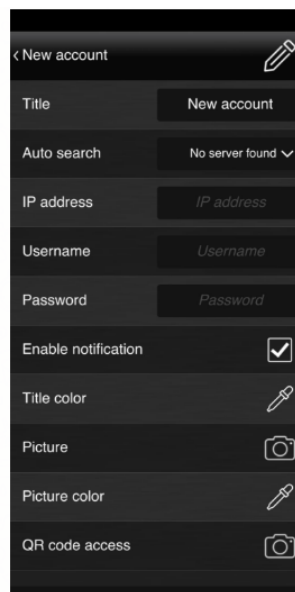 New account
Title New account
Auto search No server found
IP address IP address
Username Username
Password Password
Enable notification
Title color
Picture
Picture color
QR code access